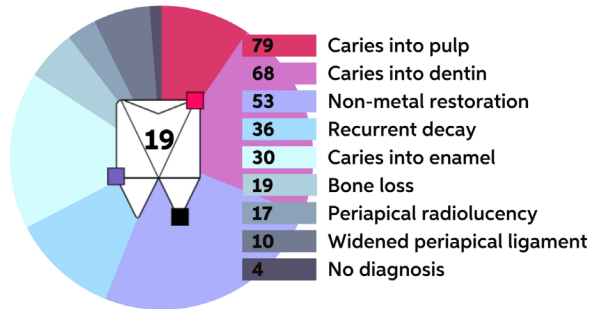 79 Caries into pulp
68 Caries into dentin
53 Non-metal restoration
19
36 Recurrent decay
30 Caries into enamel
19 Bone loss
17 Periapical radiolucency
10 Widened periapical ligament
4 No diagnosis